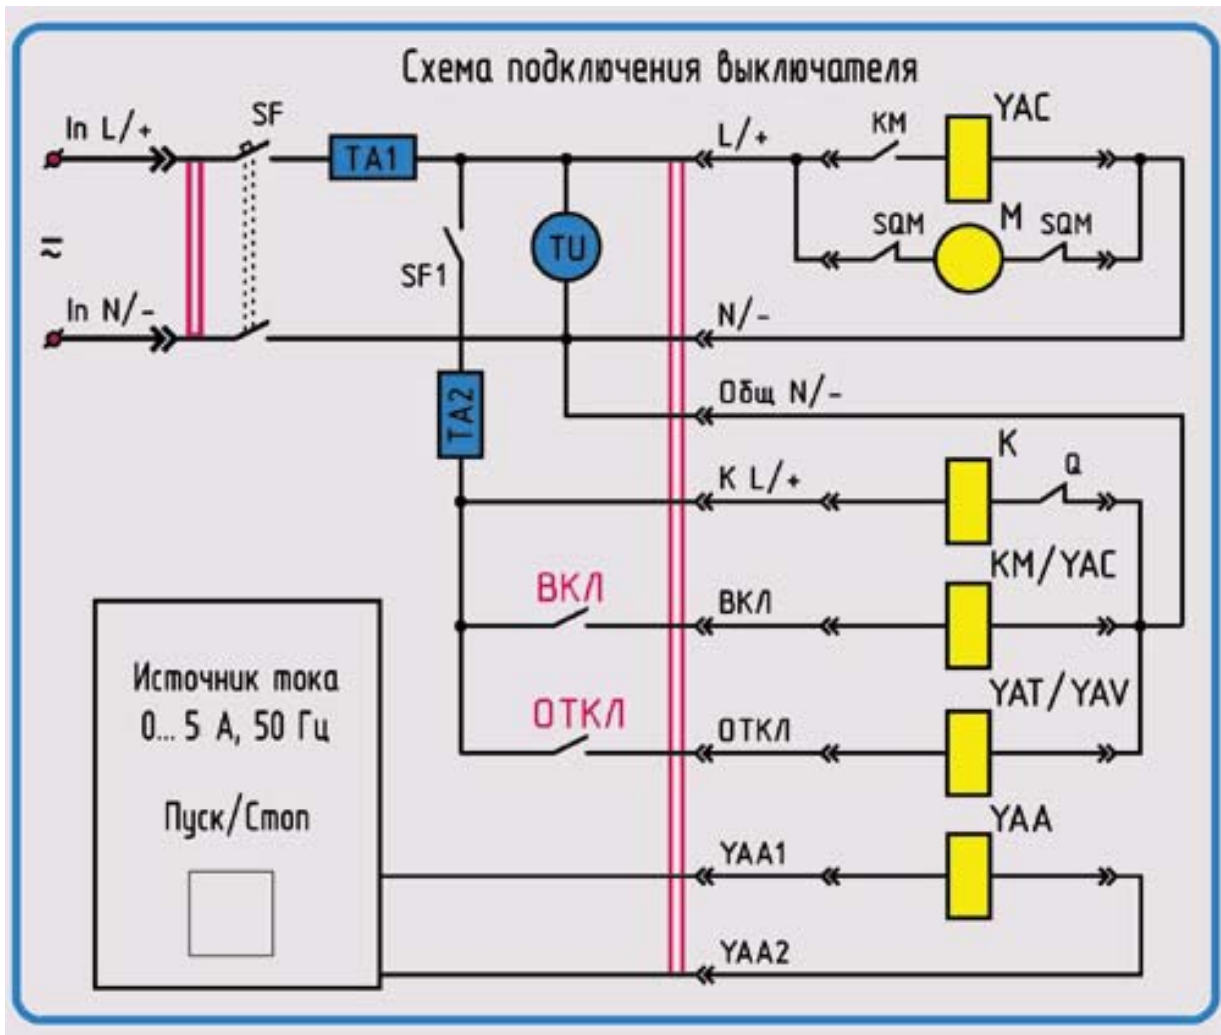 Схема подключения выключателя
In L/+
SF
TA1
L/+
KM
YAC
SF1
TU
SQM
M
SQM
In N/-
N/-
TA2
Общ N/-
K L/+
K
Q
ВКЛ
ВКЛ
KM/YAC
ОТКЛ
ОТКЛ
YAT/YAV
Источник тока
0... 5 А, 50 Гц
Пуск/Стоп
YAA1
YAA
YAA2